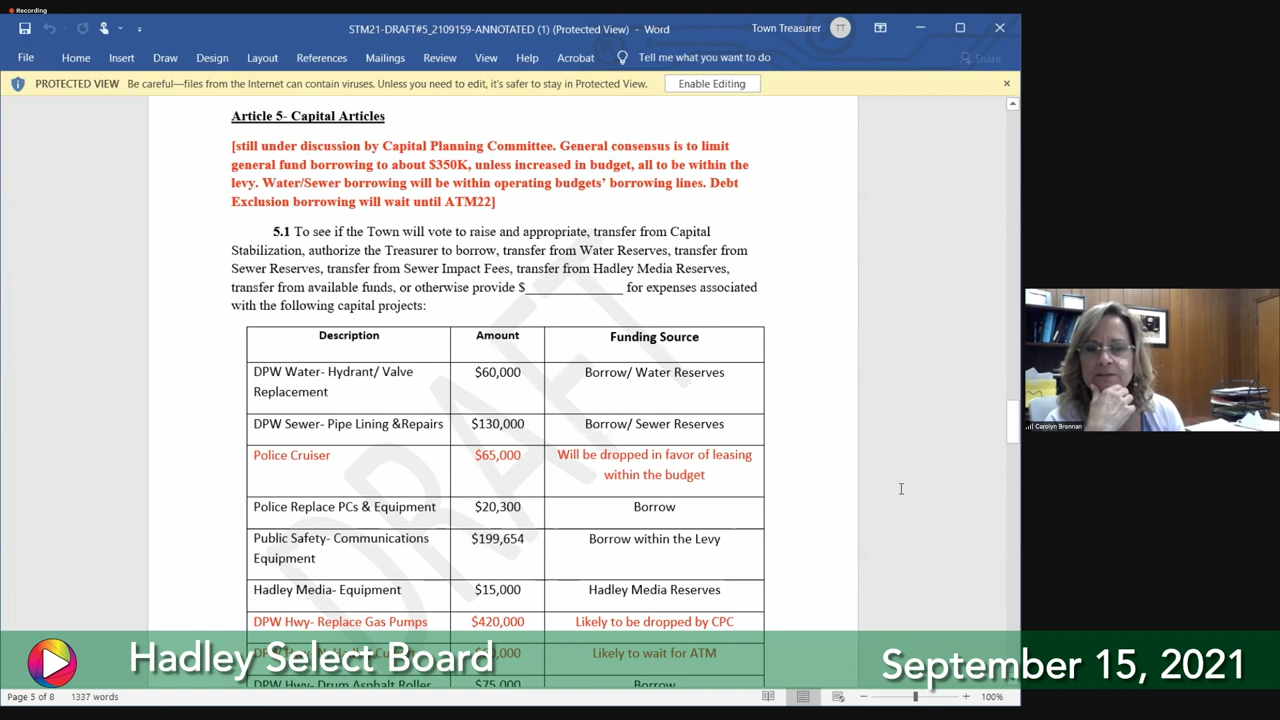 Recording
STM21-DRAFT#5_2109159-ANNOTATED (1) (Protected View) - Word
Town Treasurer
TT
File Home Insert Draw Design Layout References Mailings Review View Help Acrobat Tell me what you want to do Share
PROTECTED VIEW Be careful—files from the Internet can contain viruses. Unless you need to edit, it's safer to stay in Protected View. Enable Editing
Article 5- Capital Articles
[still under discussion by Capital Planning Committee. General consensus is to limit
general fund borrowing to about $350K, unless increased in budget, all to be within the
levy. Water/Sewer borrowing will be within operating budgets' borrowing lines. Debt
Exclusion borrowing will wait until ATM22]
5.1 To see if the Town will vote to raise and appropriate, transfer from Capital
Stabilization, authorize the Treasurer to borrow, transfer from Water Reserves, transfer from
Sewer Reserves, transfer from Sewer Impact Fees, transfer from Hadley Media Reserves,
transfer from available funds, or otherwise provide $______________ for expenses associated
with the following capital projects:
Description Amount Funding Source
DPW Water- Hydrant/ Valve $60,000 Borrow/ Water Reserves
Replacement
DPW Sewer- Pipe Lining &Repairs $130,000 Borrow/ Sewer Reserves
Police Cruiser $65,000 Will be dropped in favor of leasing
within the budget
Police Replace PCs & Equipment $20,300 Borrow
Public Safety- Communications $199,654 Borrow within the Levy
Equipment
Hadley Media- Equipment $15,000 Hadley Media Reserves
DPW Hwy- Replace Gas Pumps $420,000 Likely to be dropped by CPC
Likely to wait for ATM
DPW Hwy- Drum Asphalt Roller $75,000 Borrow
DRAFT
Carolyn Brennan
Hadley Select Board
September 15, 2021
Page 5 of 8 1337 words
100%